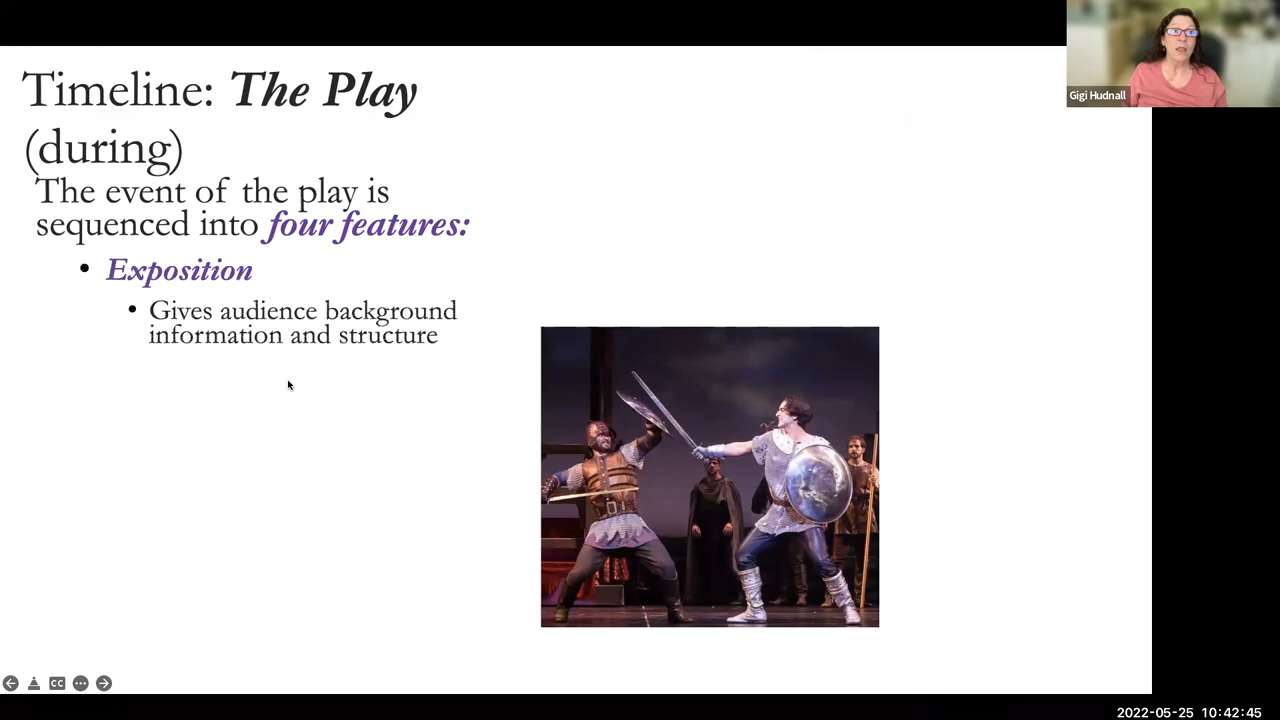 Timeline: The Play
(during)
The event of the play is
sequenced into four features:
• Exposition
• Gives audience background
information and structure
Gigi Hudnall
CC
2022-05-25 10:42:45